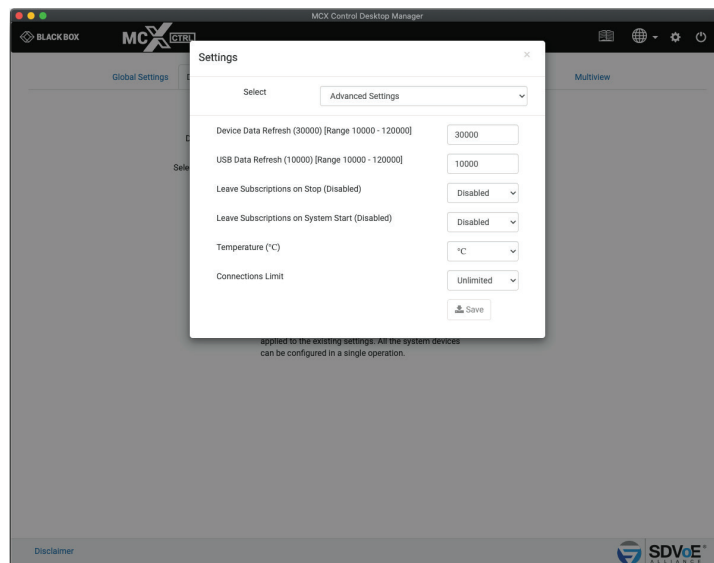 MCX Control Desktop Manager
BLACK BOX
MCX CTRL
Global Settings
Multiview
Settings
×
Select
Advanced Settings
Device Data Refresh (30000) [Range 10000 - 120000]
30000
USB Data Refresh (10000) [Range 10000 - 120000]
10000
Leave Subscriptions on Stop (Disabled)
Disabled
Leave Subscriptions on System Start (Disabled)
Disabled
Temperature (°C)
°C
Connections Limit
Unlimited
Save
applied to the existing settings. All the system devices
can be configured in a single operation.
Disclaimer
SDVoE
ALLIANCE